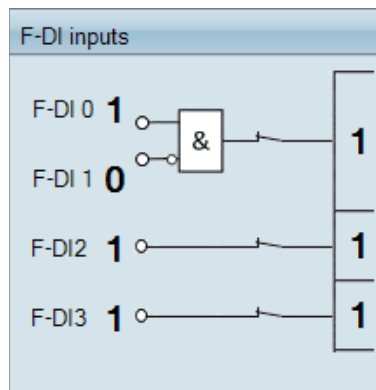 F-DI inputs
F-DI 0 1
&
1
F-DI 1 0
F-DI2 1
1
F-DI3 1
1